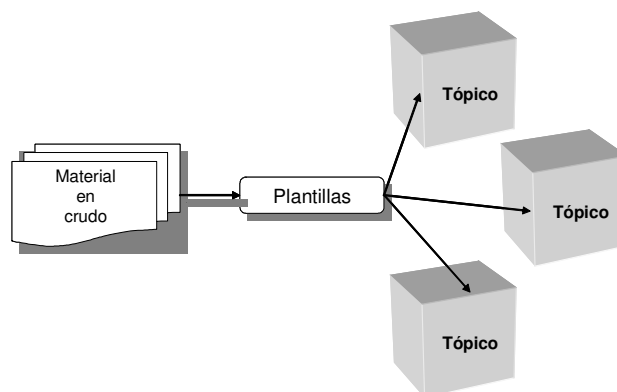 Material
en
crudo
Plantillas
Tópico
Tópico
Tópico